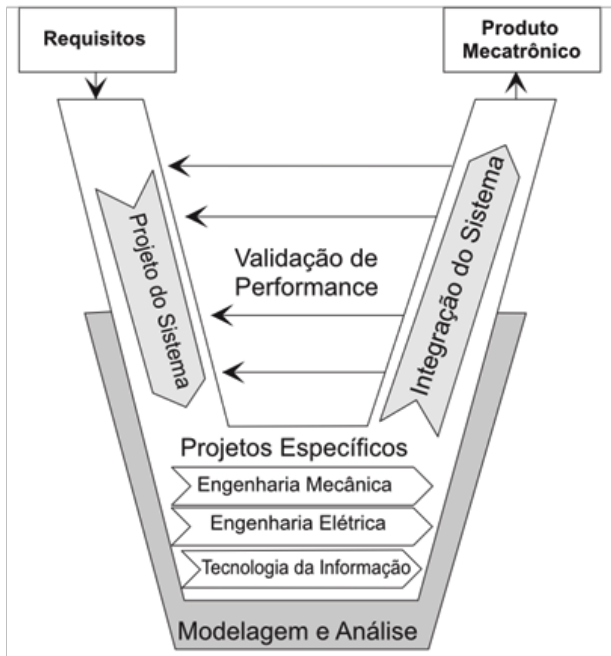 Requisitos
Produto
Mecatrônico
Projeto do Sistema
Validação de
Performance
Integração do Sistema
Projetos Específicos
Engenharia Mecânica
Engenharia Elétrica
Tecnologia da Informação
Modelagem e Análise